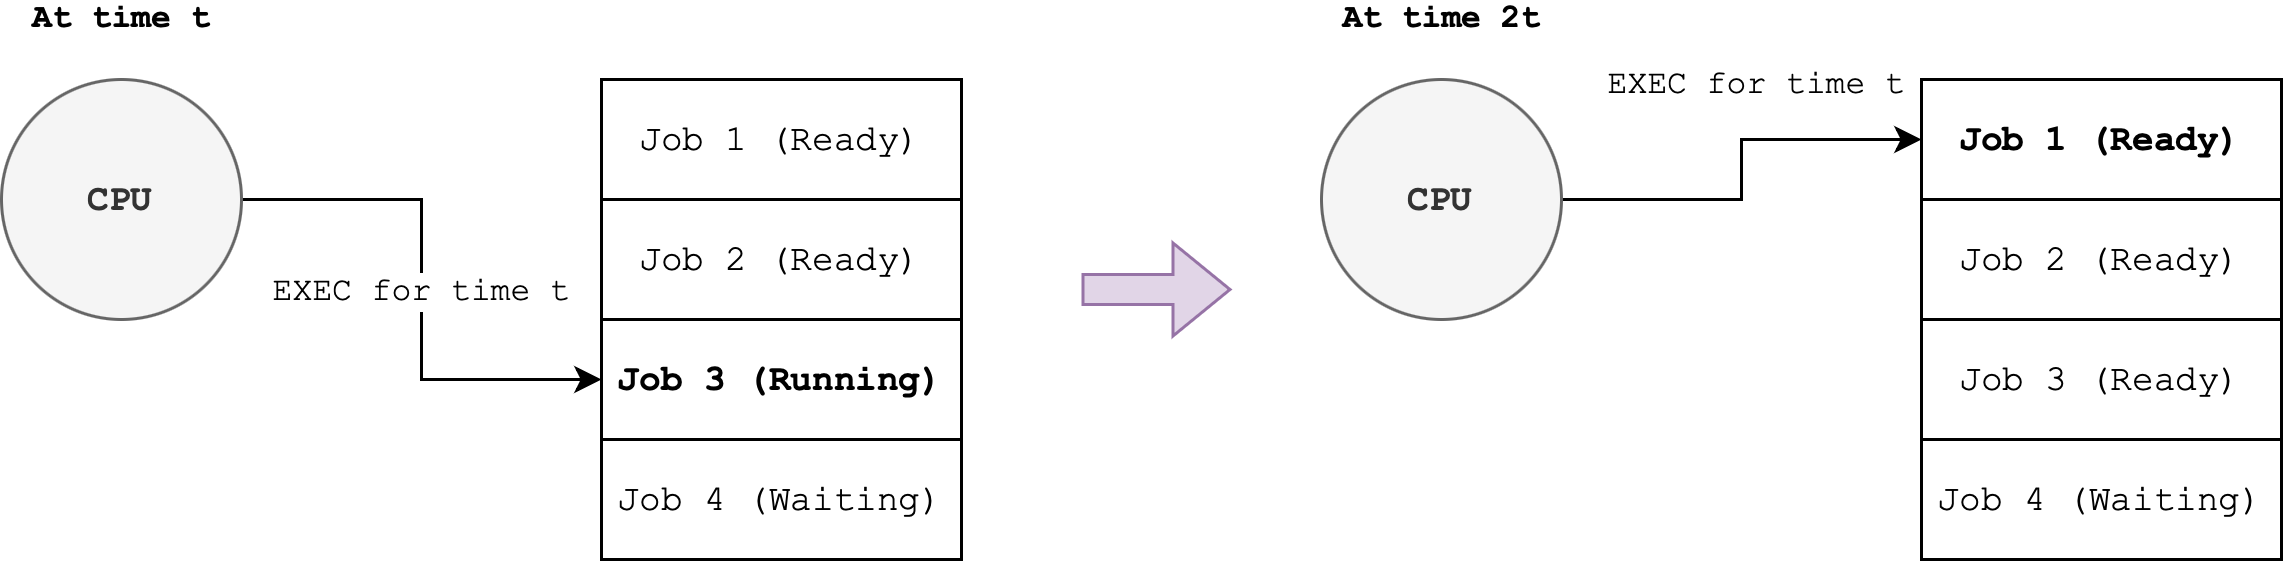 At time t
CPU
EXEC for time t
Job 1 (Ready)
Job 2 (Ready)
Job 3 (Running)
Job 4 (Waiting)
At time 2t
CPU
EXEC for time t
Job 1 (Ready)
Job 2 (Ready)
Job 3 (Ready)
Job 4 (Waiting)